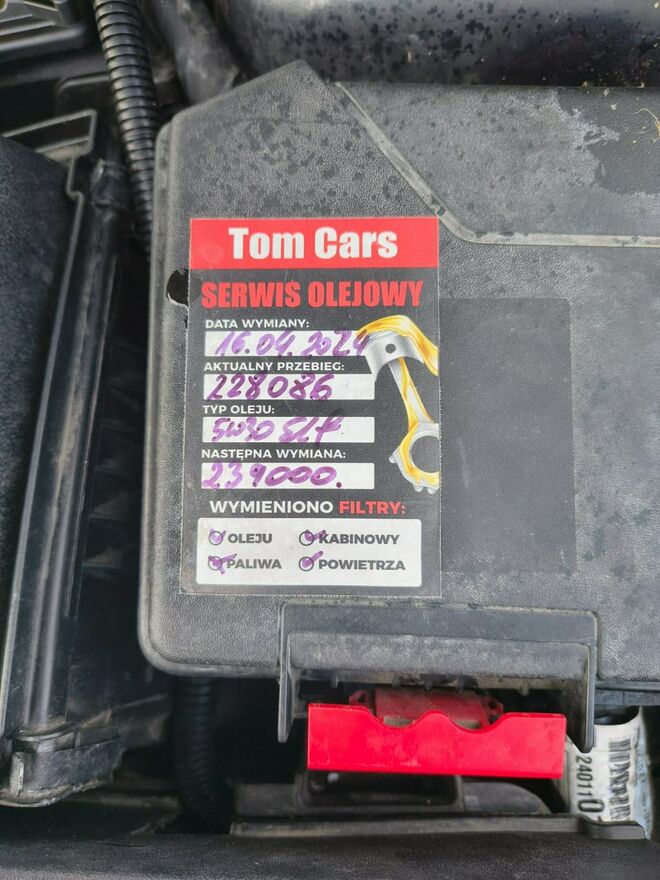 Tom Cars
SERWIS OLEJOWY
DATA WYMIANY:
16.04.2024
AKTUALNY PRZEBIEG:
228086
TYP OLEJU:
5W30
NASTĘPNA WYMIANA:
239000.
WYMIENIONO FILTRY:
OLEJU KABINOWY
PALIWA POWIETRZA
240110